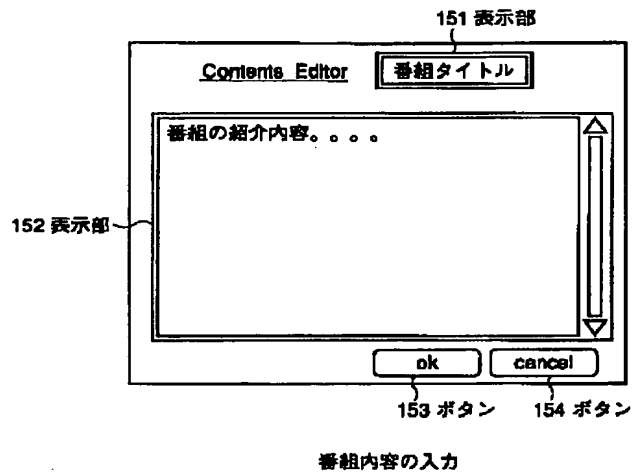 151 表示部
Contents Editor 番組タイトル
番組の紹介内容。。。。
152 表示部
ok cancel
153 ボタン 154 ボタン
番組内容の入力